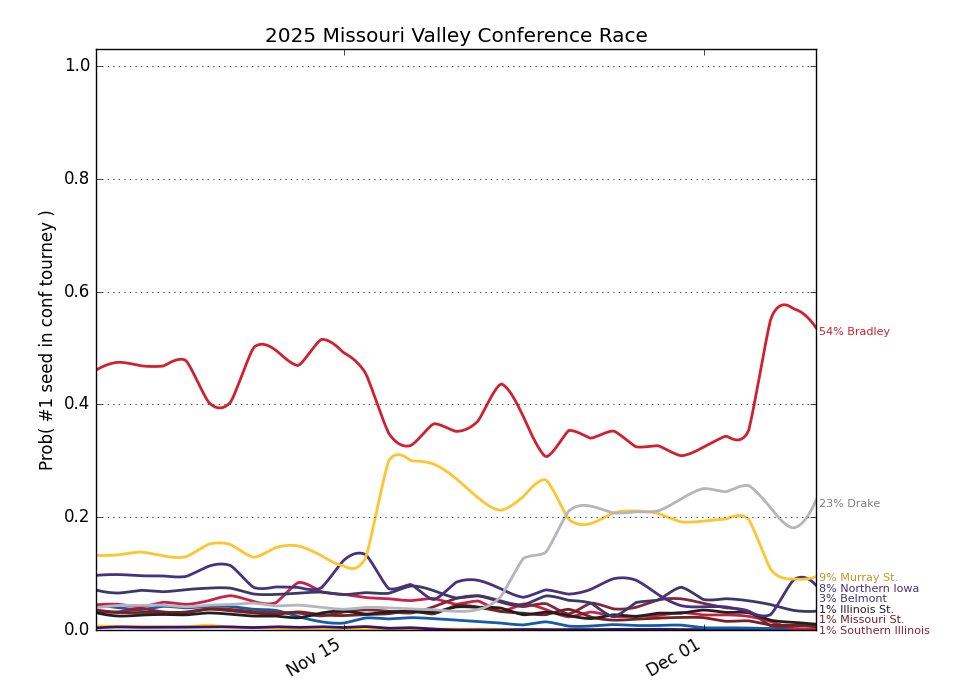 2025 Missouri Valley Conference Race
Prob( #1 seed in conf tourney )
1.0
0.8
0.6
0.4
0.2
0.0
Nov 15
Dec 01
54% Bradley
23% Drake
9% Murray St.
8% Northern Iowa
3% Belmont
1% Illinois St.
1% Missouri St.
1% Southern Illinois